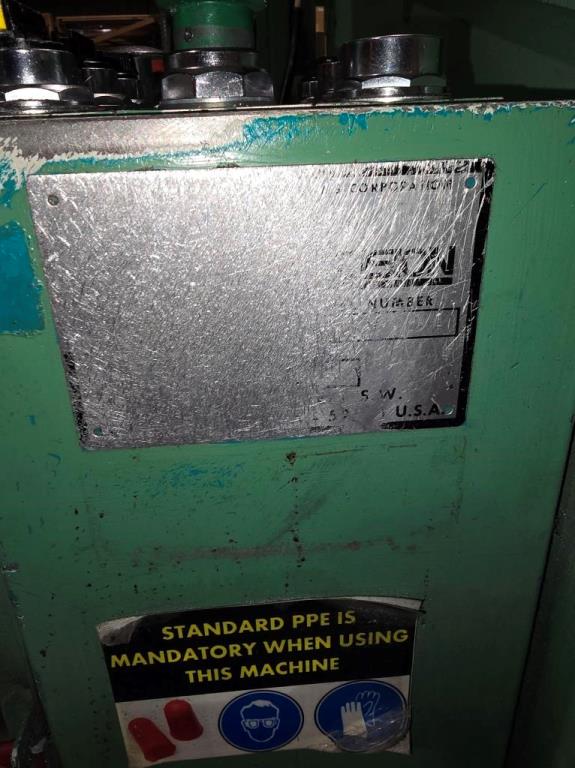 CORPORATION
NUMBER
S.W.
U.S.A.
STANDARD PPE IS
MANDATORY WHEN USING
THIS MACHINE